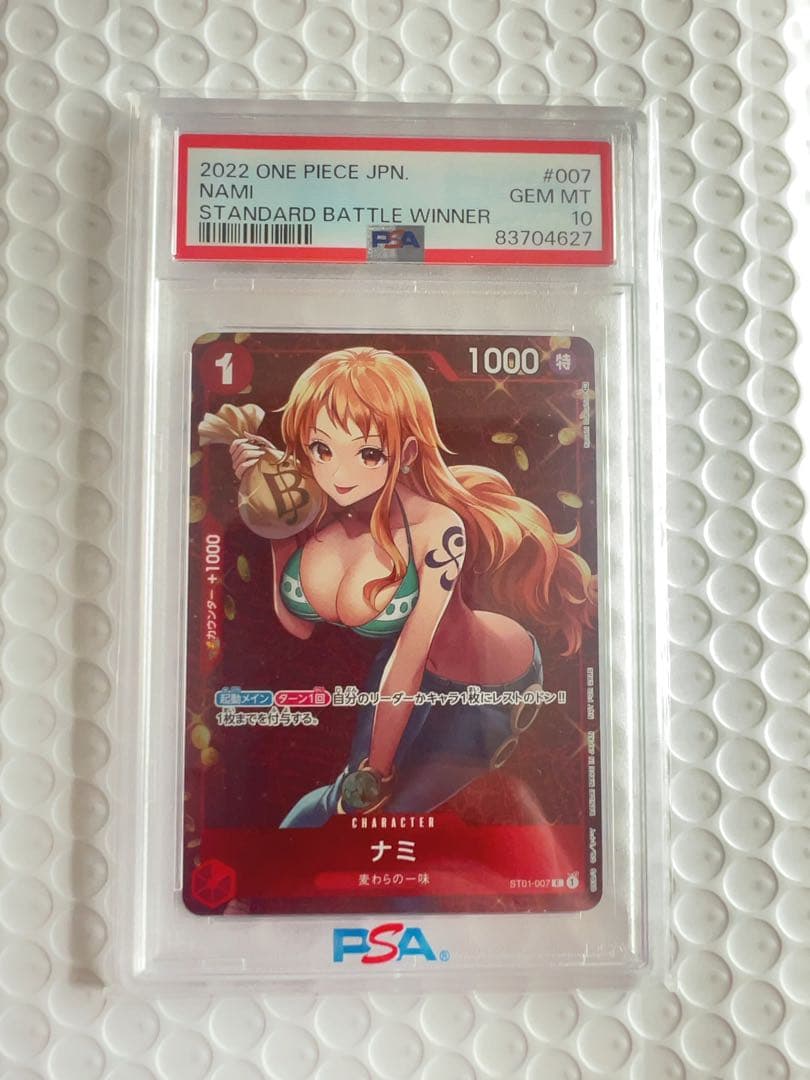 2022 ONE PIECE JPN.
#007
NAMI
GEM MT
STANDARD BATTLE WINNER
10
PSA
83704627
1
1000
特
B
カウンター +1000
起動メイン ターン1回 自分のリーダーかキャラ1枚にレストのドン!!
1枚までを付与する。
CHARACTER
ナミ
麦わらの一味
ST01-007 C 1
PSA®